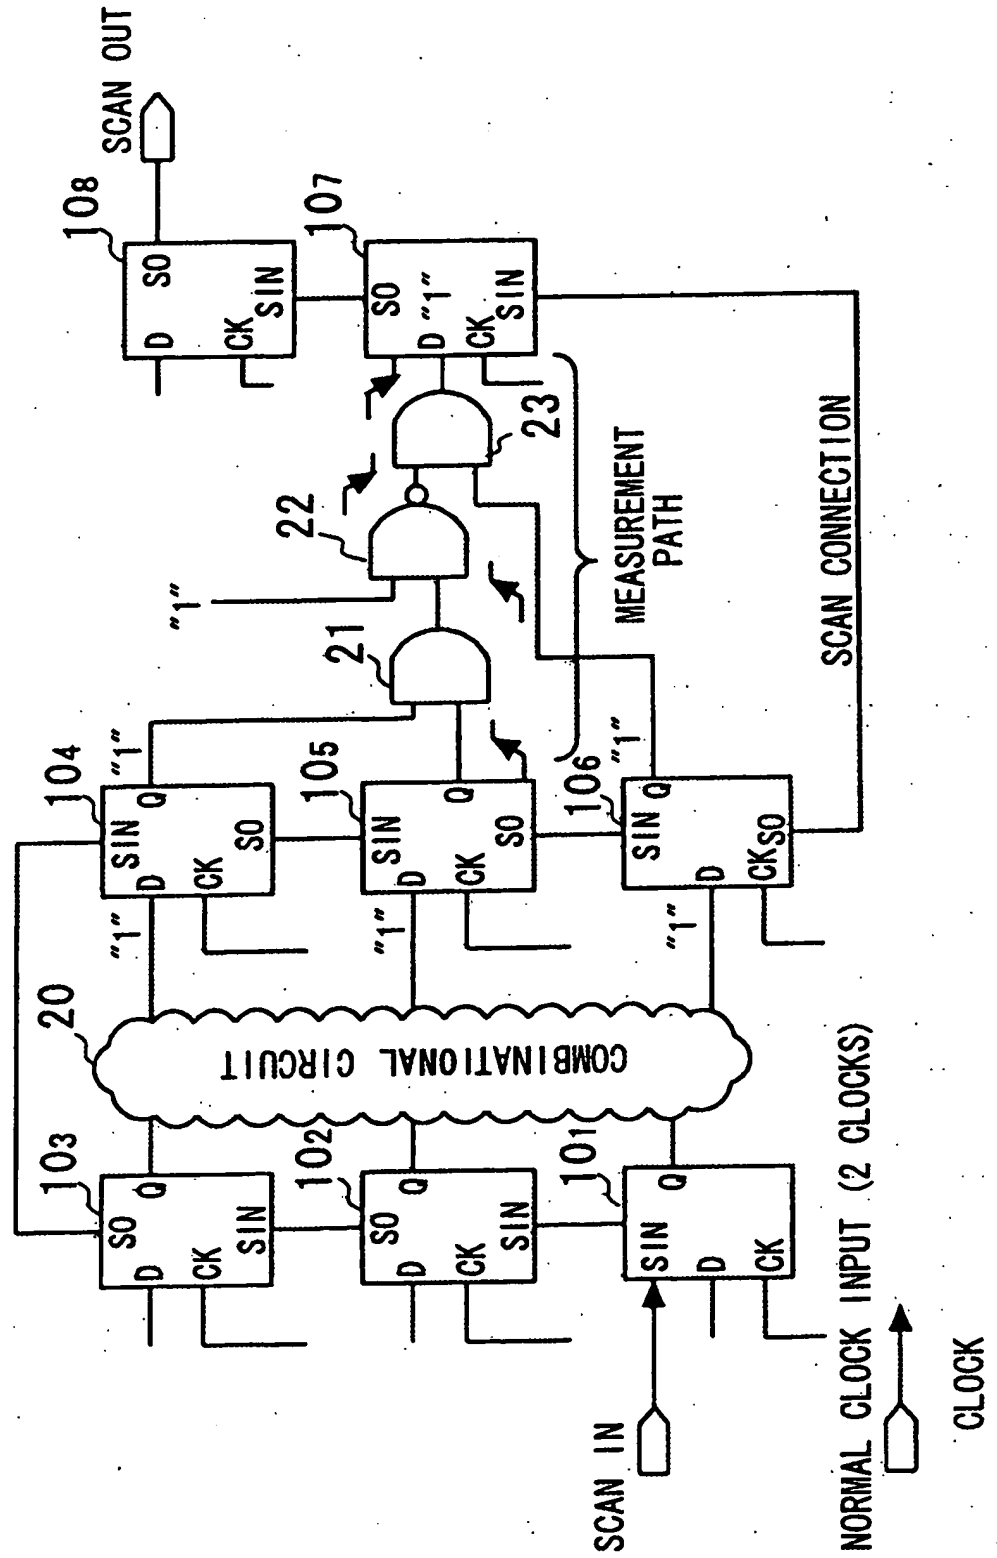 SCAN OUT
108
D
SO
CK
SIN
107
SO
D "1"
CK
SIN
23
22
"1"
21
MEASUREMENT
PATH
SCAN CONNECTION
104
"1"
SIN
Q
D
SO
CK
"1"
105
SIN
Q
D
SO
CK
"1"
106
"1"
SIN
Q
D
CK
SO
"1"
20
COMBINATIONAL CIRCUIT
103
SO
Q
D
CK
SIN
102
SO
Q
D
CK
SIN
101
SIN
Q
D
CK
SCAN IN
NORMAL CLOCK INPUT (2 CLOCKS)
CLOCK